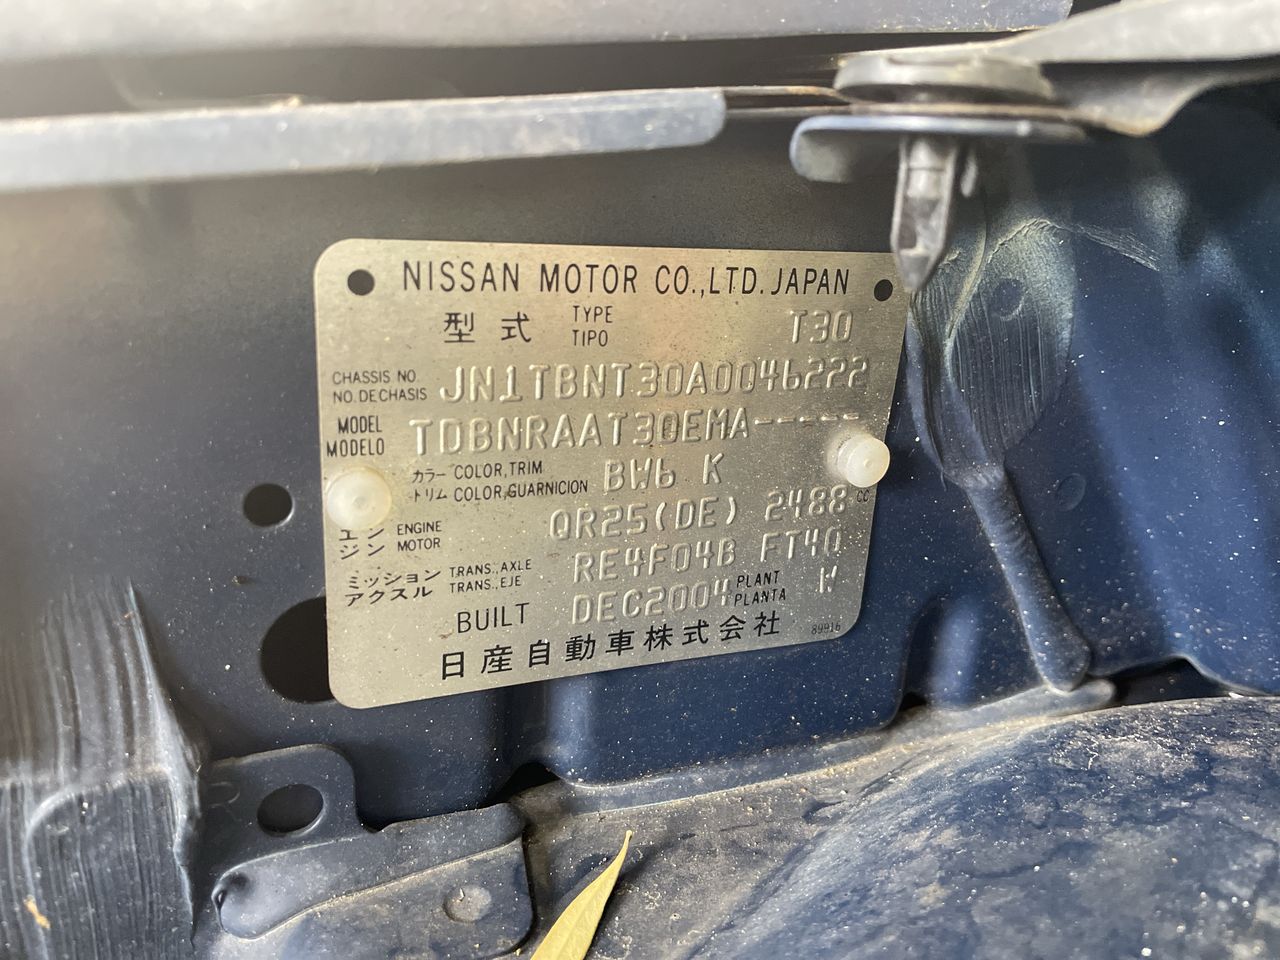 NISSAN MOTOR CO.,LTD. JAPAN
型式 TYPE TIPO T30
CHASSIS NO. NO. DE CHASIS JN1TBNT30A0046222
MODEL MODELO TDBNRAAT30EMA-----
カラー COLOR,TRIM
トリム COLOR,GUARNICION BW6 K
エンジン ENGINE MOTOR QR25(DE) 2488 CC
ミッション TRANS.,AXLE
アクスル TRANS.,EJE RE4F04B FT40
BUILT DEC2004 PLANT PLANTA W
日産自動車株式会社 89916